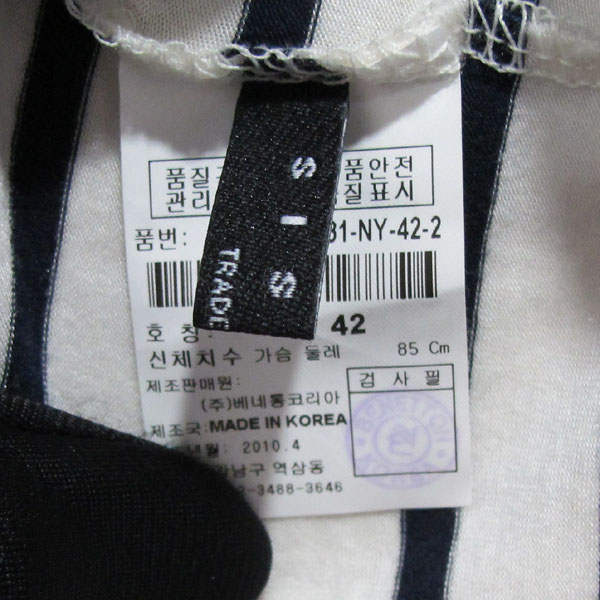 품질 품안전
관리 질표시
품번: 31-NY-42-2
SIS
TRADE
호 칭: 42
신체치수 가슴 둘레 85 Cm
제조판매원: 검 사 필
(주)베네통코리아
제조국:MADE IN KOREA
년월: 2010.4
남구 역삼동
-3488-3646